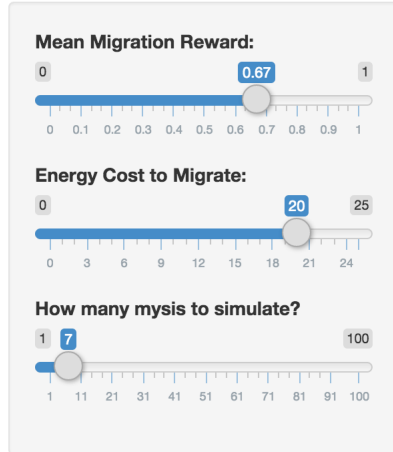 Mean Migration Reward:
0 0.67 1
0 0.1 0.2 0.3 0.4 0.5 0.6 0.7 0.8 0.9 1
Energy Cost to Migrate:
0 20 25
0 3 6 9 12 15 18 21 24
How many mysis to simulate?
1 7 100
1 11 21 31 41 51 61 71 81 91 100